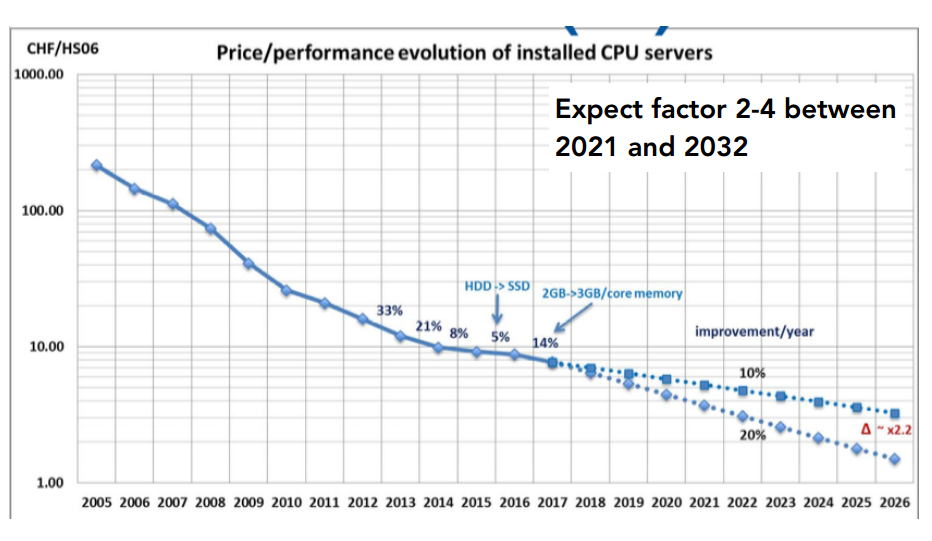 CHF/HS06
Price/performance evolution of installed CPU servers
1000.00
Expect factor 2-4 between
2021 and 2032
100.00
HDD -> SSD
2GB->3GB/core memory
33%
21%
8%
5%
14%
improvement/year
10.00
10%
20%
Δ ~ x2.2
1.00
2005 2006 2007 2008 2009 2010 2011 2012 2013 2014 2015 2016 2017 2018 2019 2020 2021 2022 2023 2024 2025 2026